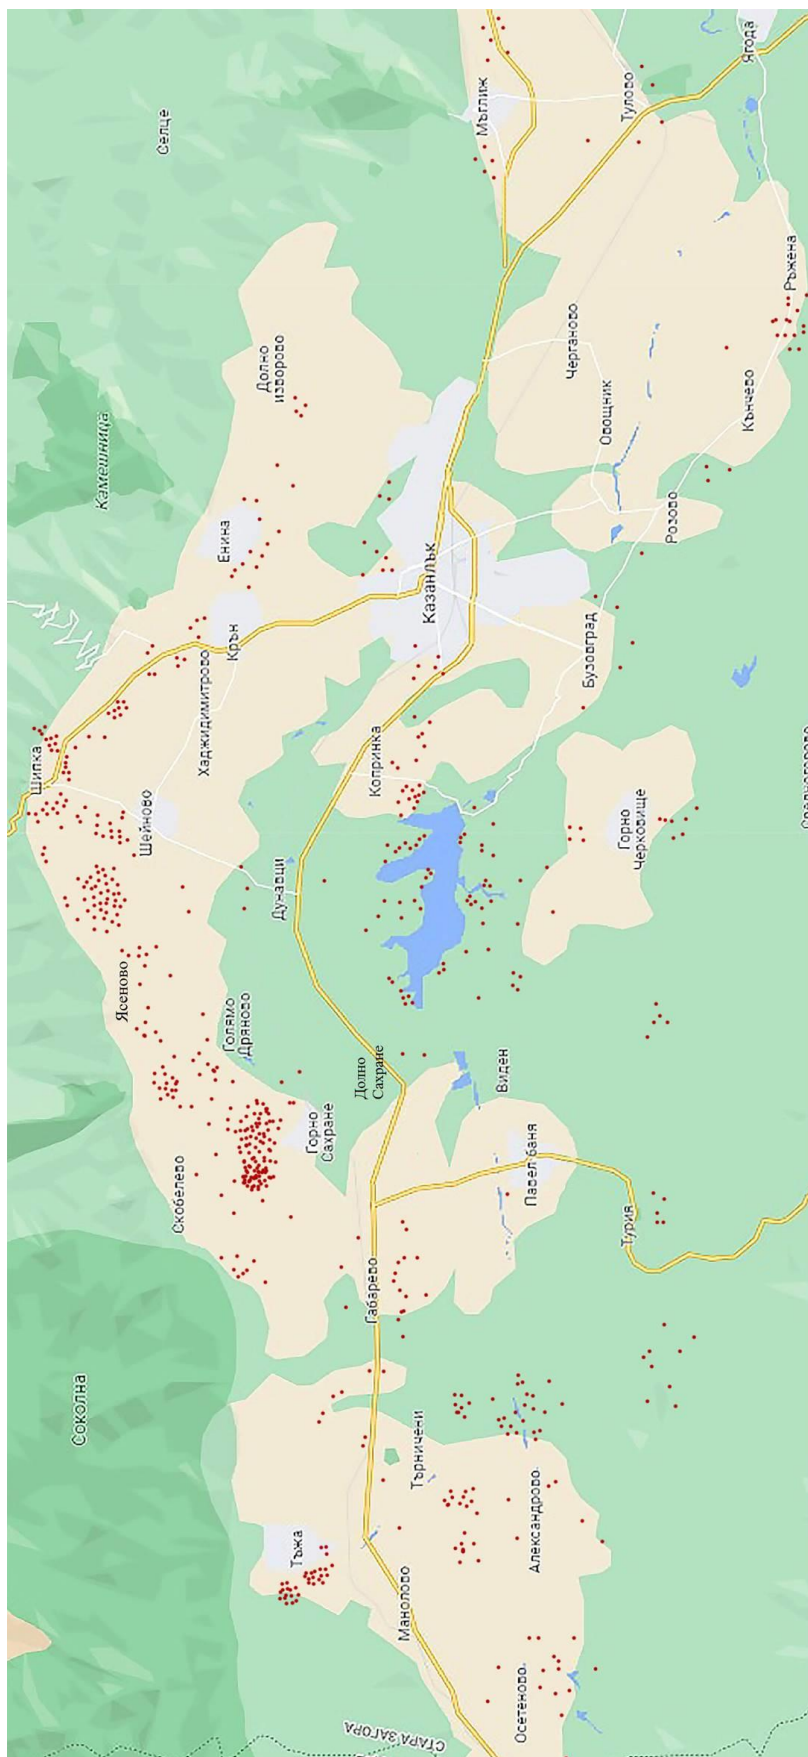 Шипка
Соколна
Камешница
Ясеново
Шейново
Селце
Скобелево
Хаджидимитрово
Енина
Крън
Голямо
Дряново
Долно
изворово
Дунавци
Тъжа
Горно
Сахране
Долно
Сахране
Габарево
Копринка
СТАРА ЗАГОРА
Манолово
Търничени
Казанлък
Мъглиж
Виден
Осетеново
Павел баня
Александрово
Черганово
Бузовград
Овощник
Турия
Тулово
Горно
Черковище
Розово
Кънчево
Ягода
Ръжена